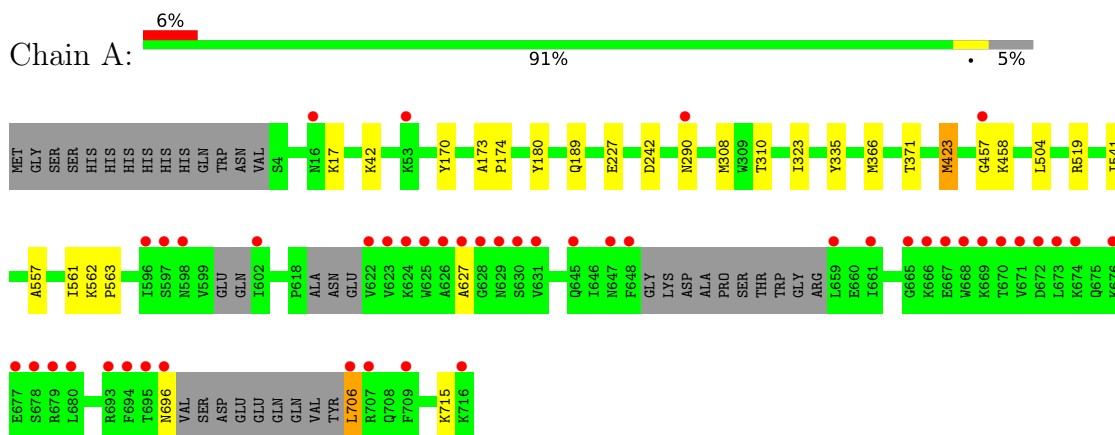 6%
Chain A:
91%
•
5%
MET GLY SER SER HIS HIS HIS HIS HIS HIS GLN TRP ASN VAL S4 N16 K17 K42 K53 Y170 A173 P174 Y180 Q189 E227 D242 N290 M308 W309 T310 I323 Y335 M366 T371 M423 G457 K458 L504 R519 I541
A557 I561 K562 P563 I596 S597 N598 V599 GLU GLN I602 P618 ALA ASN GLU V622 V623 K624 W625 A626 A627 G628 N629 S630 V631 Q645 I646 N647 F648 GLY LYS ASP ALA PRO SER THR TRP GLY ARG L659 E660 I661 G665 K666 E667 W668 K669 T670 V671 D672 L673 K674 Q675 K676
E677 S678 R679 L680 R693 F694 T695 N696 VAL SER ASP GLU GLU GLN GLN VAL TYR L706 R707 Q708 F709 K715 K716